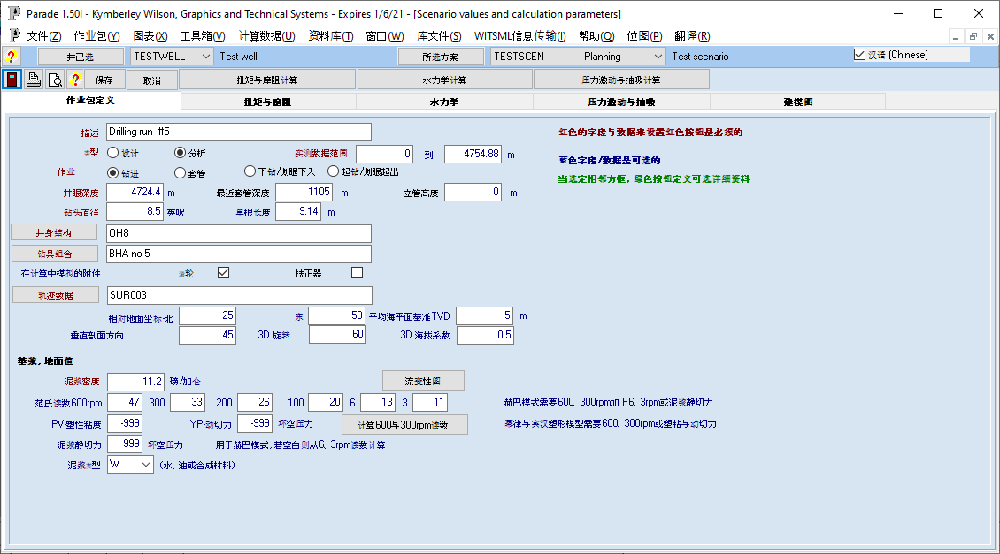 Parade 1.50I - Kymberley Wilson, Graphics and Technical Systems - Expires 1/6/21 - [Scenario values and calculation parameters]
文件(Z) 作业包(Y) 图表(X) 工具箱(V) 计算数据(U) 资料库(T) 窗口(W) 库文件(S) WITSML信息传输(I) 帮助(Q) 位图(P) 翻译(R)
? 井已选 TESTWELL Test well 所选方案 TESTSCEN - Planning Test scenario 汉语 (Chinese)
? 保存 取消 扭矩与摩阻计算 水力学计算 压力激动与抽吸计算
作业包定义 扭矩与磨阻 水力学 压力激动与抽吸 建模图
描述 Drilling run #5 红色的字段与数据来设置红色按钮是必须的
类型 设计 分析 实测数据范围 0 到 4754.88 m 蓝色字段/数据是可选的.
作业 钻进 套管 下钻/划眼下入 起钻/划眼起出 当选定相邻方框, 绿色按钮定义可选详细资料
井眼深度 4724.4 m 最近套管深度 1105 m 立管高度 0 m
钻头直径 8.5 英呎 单根长度 9.14 m
井身结构 OH8
钻具组合 BHA no 5
在计算中模拟的附件 滚轮 扶正器
轨迹数据 SUR003
相对地面坐标-北 25 东 50 平均海平面基准TVD 5 m
垂直剖面方向 45 3D 旋转 60 3D 海拔系数 0.5
基浆, 地面值
泥浆密度 11.2 磅/加仑 流变性图
范氏读数600rpm 47 300 33 200 26 100 20 6 13 3 11 赫巴模式需要600, 300rpm加上6, 3rpm或泥浆静切力
PV-塑性粘度 -999 YP-动切力 -999 环空压力 计算600与300rpm读数 幂律与宾汉塑形模型需要600, 300rpm或塑粘与动切力
泥浆静切力 -999 环空压力 用于赫巴模式, 若空白则从6, 3rpm读数计算
泥浆类型 W (水、油或合成材料)